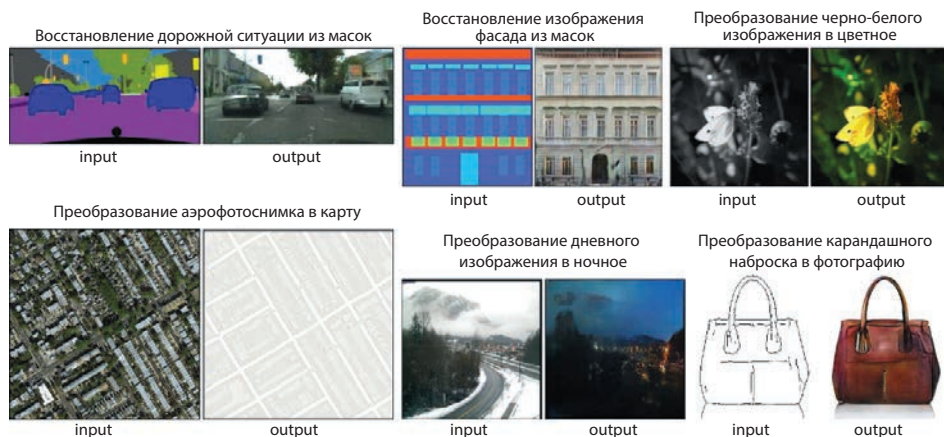 Восстановление дорожной ситуации из масок
input
output
Восстановление изображения
фасада из масок
input
output
Преобразование черно-белого
изображения в цветное
input
output
Преобразование аэрофотоснимка в карту
input
output
Преобразование дневного
изображения в ночное
input
output
Преобразование карандашного
наброска в фотографию
input
output